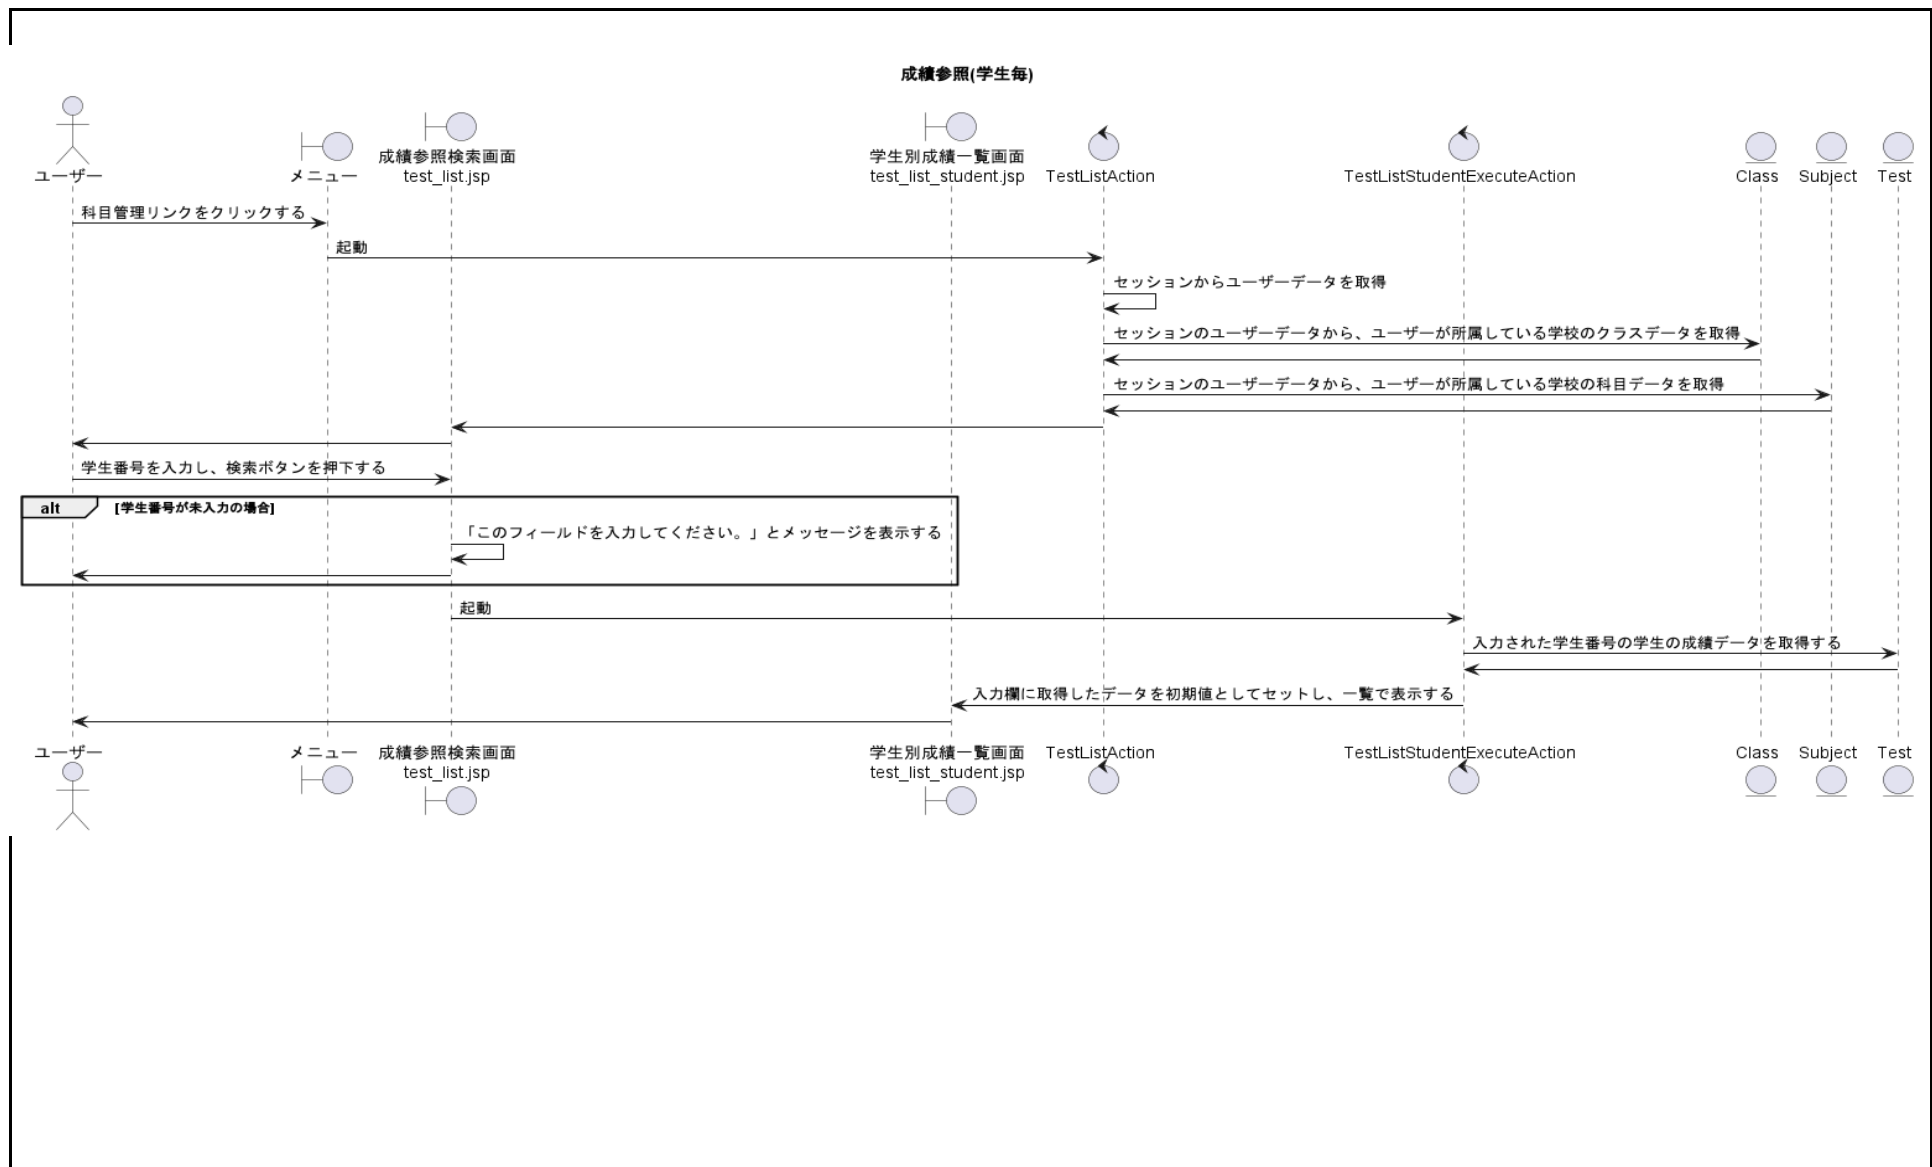 成績参照(学生毎)
ユーザー
メニュー
成績参照検索画面
test_list.jsp
学生別成績一覧画面
test_list_student.jsp
TestListAction
TestListStudentExecuteAction
Class
Subject
Test
科目管理リンクをクリックする
起動
セッションからユーザーデータを取得
セッションのユーザーデータから、ユーザーが所属している学校のクラスデータを取得
セッションのユーザーデータから、ユーザーが所属している学校の科目データを取得
学生番号を入力し、検索ボタンを押下する
alt
[学生番号が未入力の場合]
「このフィールドを入力してください。」とメッセージを表示する
起動
入力された学生番号の学生の成績データを取得する
入力欄に取得したデータを初期値としてセットし、一覧で表示する
ユーザー
メニュー
成績参照検索画面
test_list.jsp
学生別成績一覧画面
test_list_student.jsp
TestListAction
TestListStudentExecuteAction
Class
Subject
Test